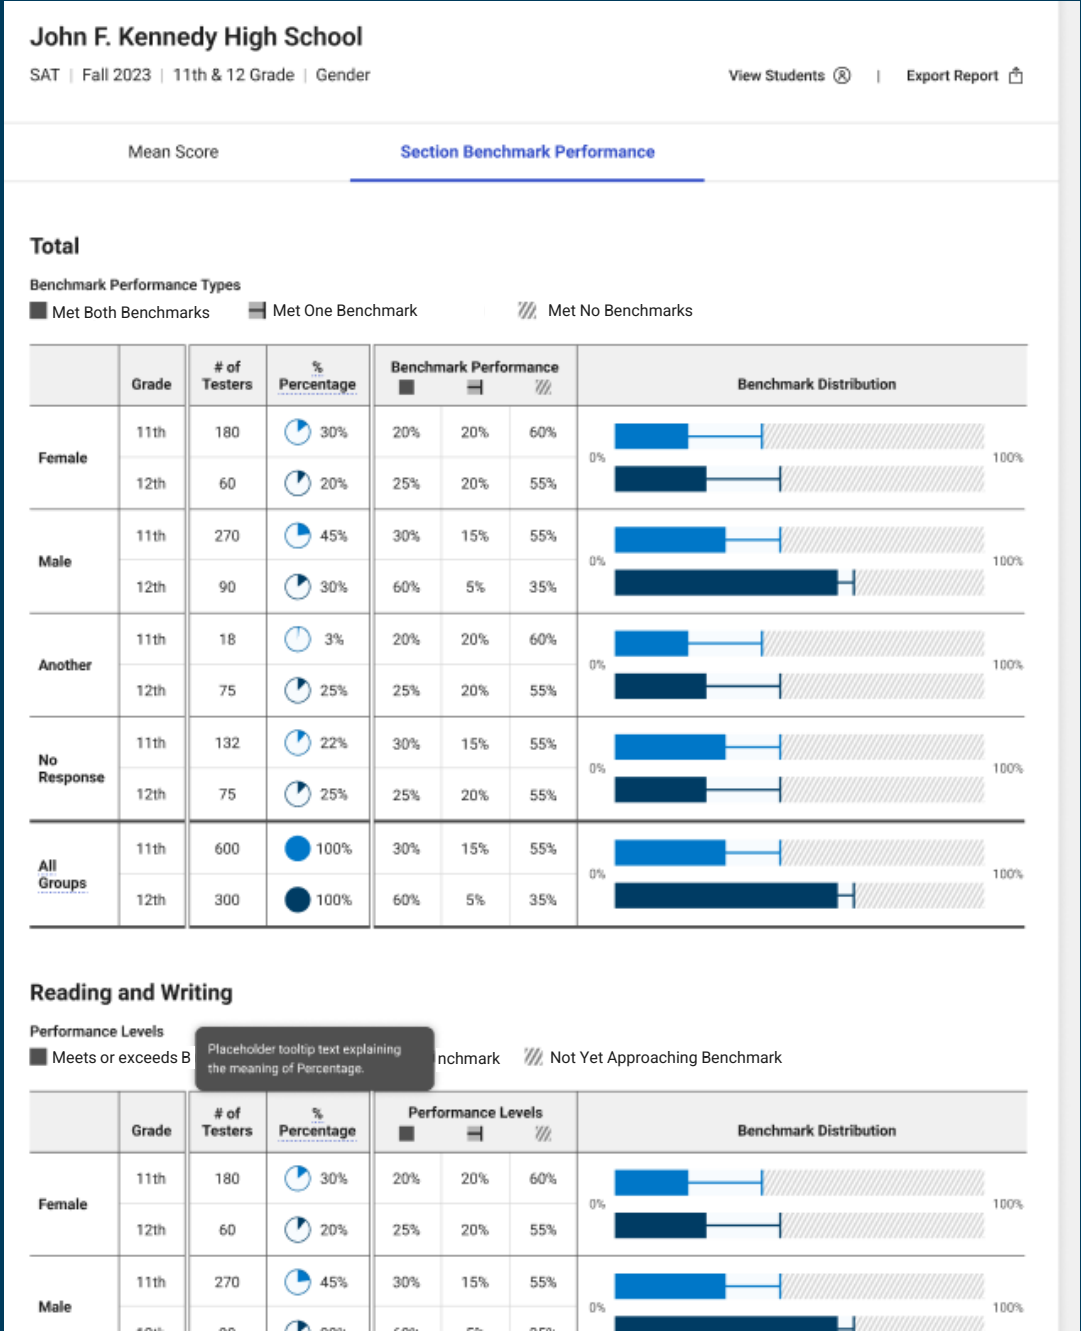 John F. Kennedy High School
SAT | Fall 2023 | 11th & 12 Grade | Gender
View Students | Export Report
Mean Score Section Benchmark Performance
Total
Benchmark Performance Types
Met Both Benchmarks Met One Benchmark Met No Benchmarks
Grade # of Testers % Percentage Benchmark Performance Benchmark Distribution
Female
11th 180 30% 20% 20% 60%
12th 60 20% 25% 20% 55%
0% 100%
Male
11th 270 45% 30% 15% 55%
12th 90 30% 60% 5% 35%
0% 100%
Another
11th 18 3% 20% 20% 60%
12th 75 25% 25% 20% 55%
0% 100%
No Response
11th 132 22% 30% 15% 55%
12th 75 25% 25% 20% 55%
0% 100%
All Groups
11th 600 100% 30% 15% 55%
12th 300 100% 60% 5% 35%
0% 100%
Reading and Writing
Performance Levels
Meets or exceeds B nchmark Not Yet Approaching Benchmark
Placeholder tooltip text explaining
the meaning of Percentage.
Grade # of Testers % Percentage Performance Levels Benchmark Distribution
Female
11th 180 30% 20% 20% 60%
12th 60 20% 25% 20% 55%
0% 100%
Male
11th 270 45% 30% 15% 55%
0% 100%